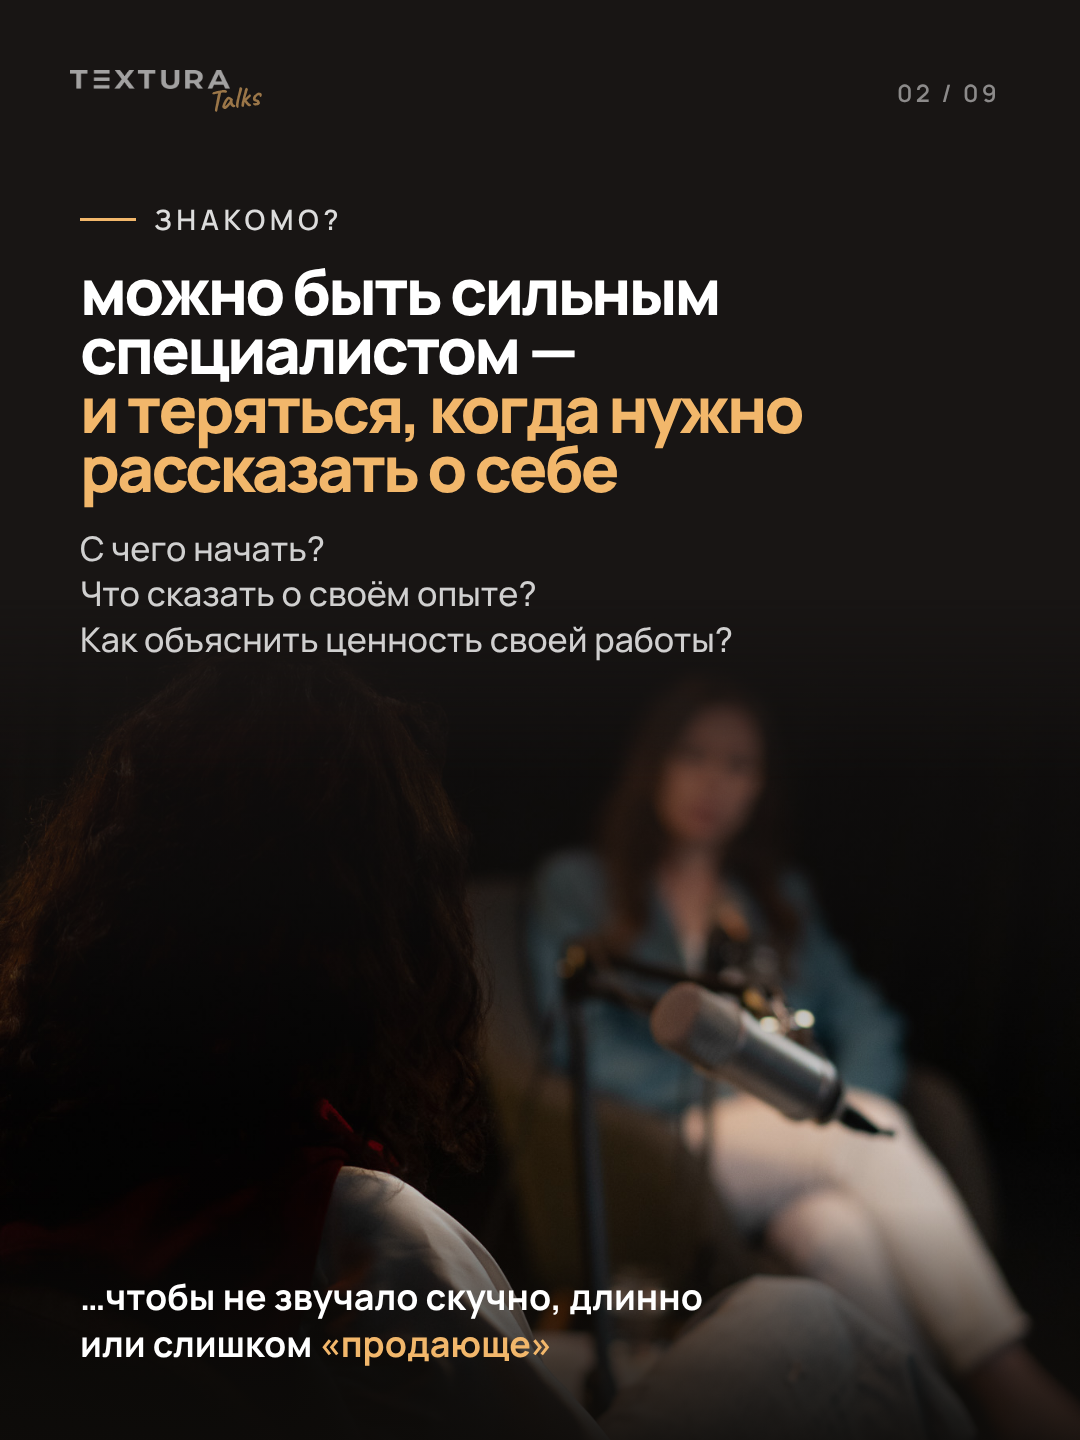 TEXTURA
Talks
02 / 09
ЗНАКОМО?
можно быть сильным
специалистом —
и теряться, когда нужно
рассказать о себе
С чего начать?
Что сказать о своём опыте?
Как объяснить ценность своей работы?
...чтобы не звучало скучно, длинно
или слишком «продающе»